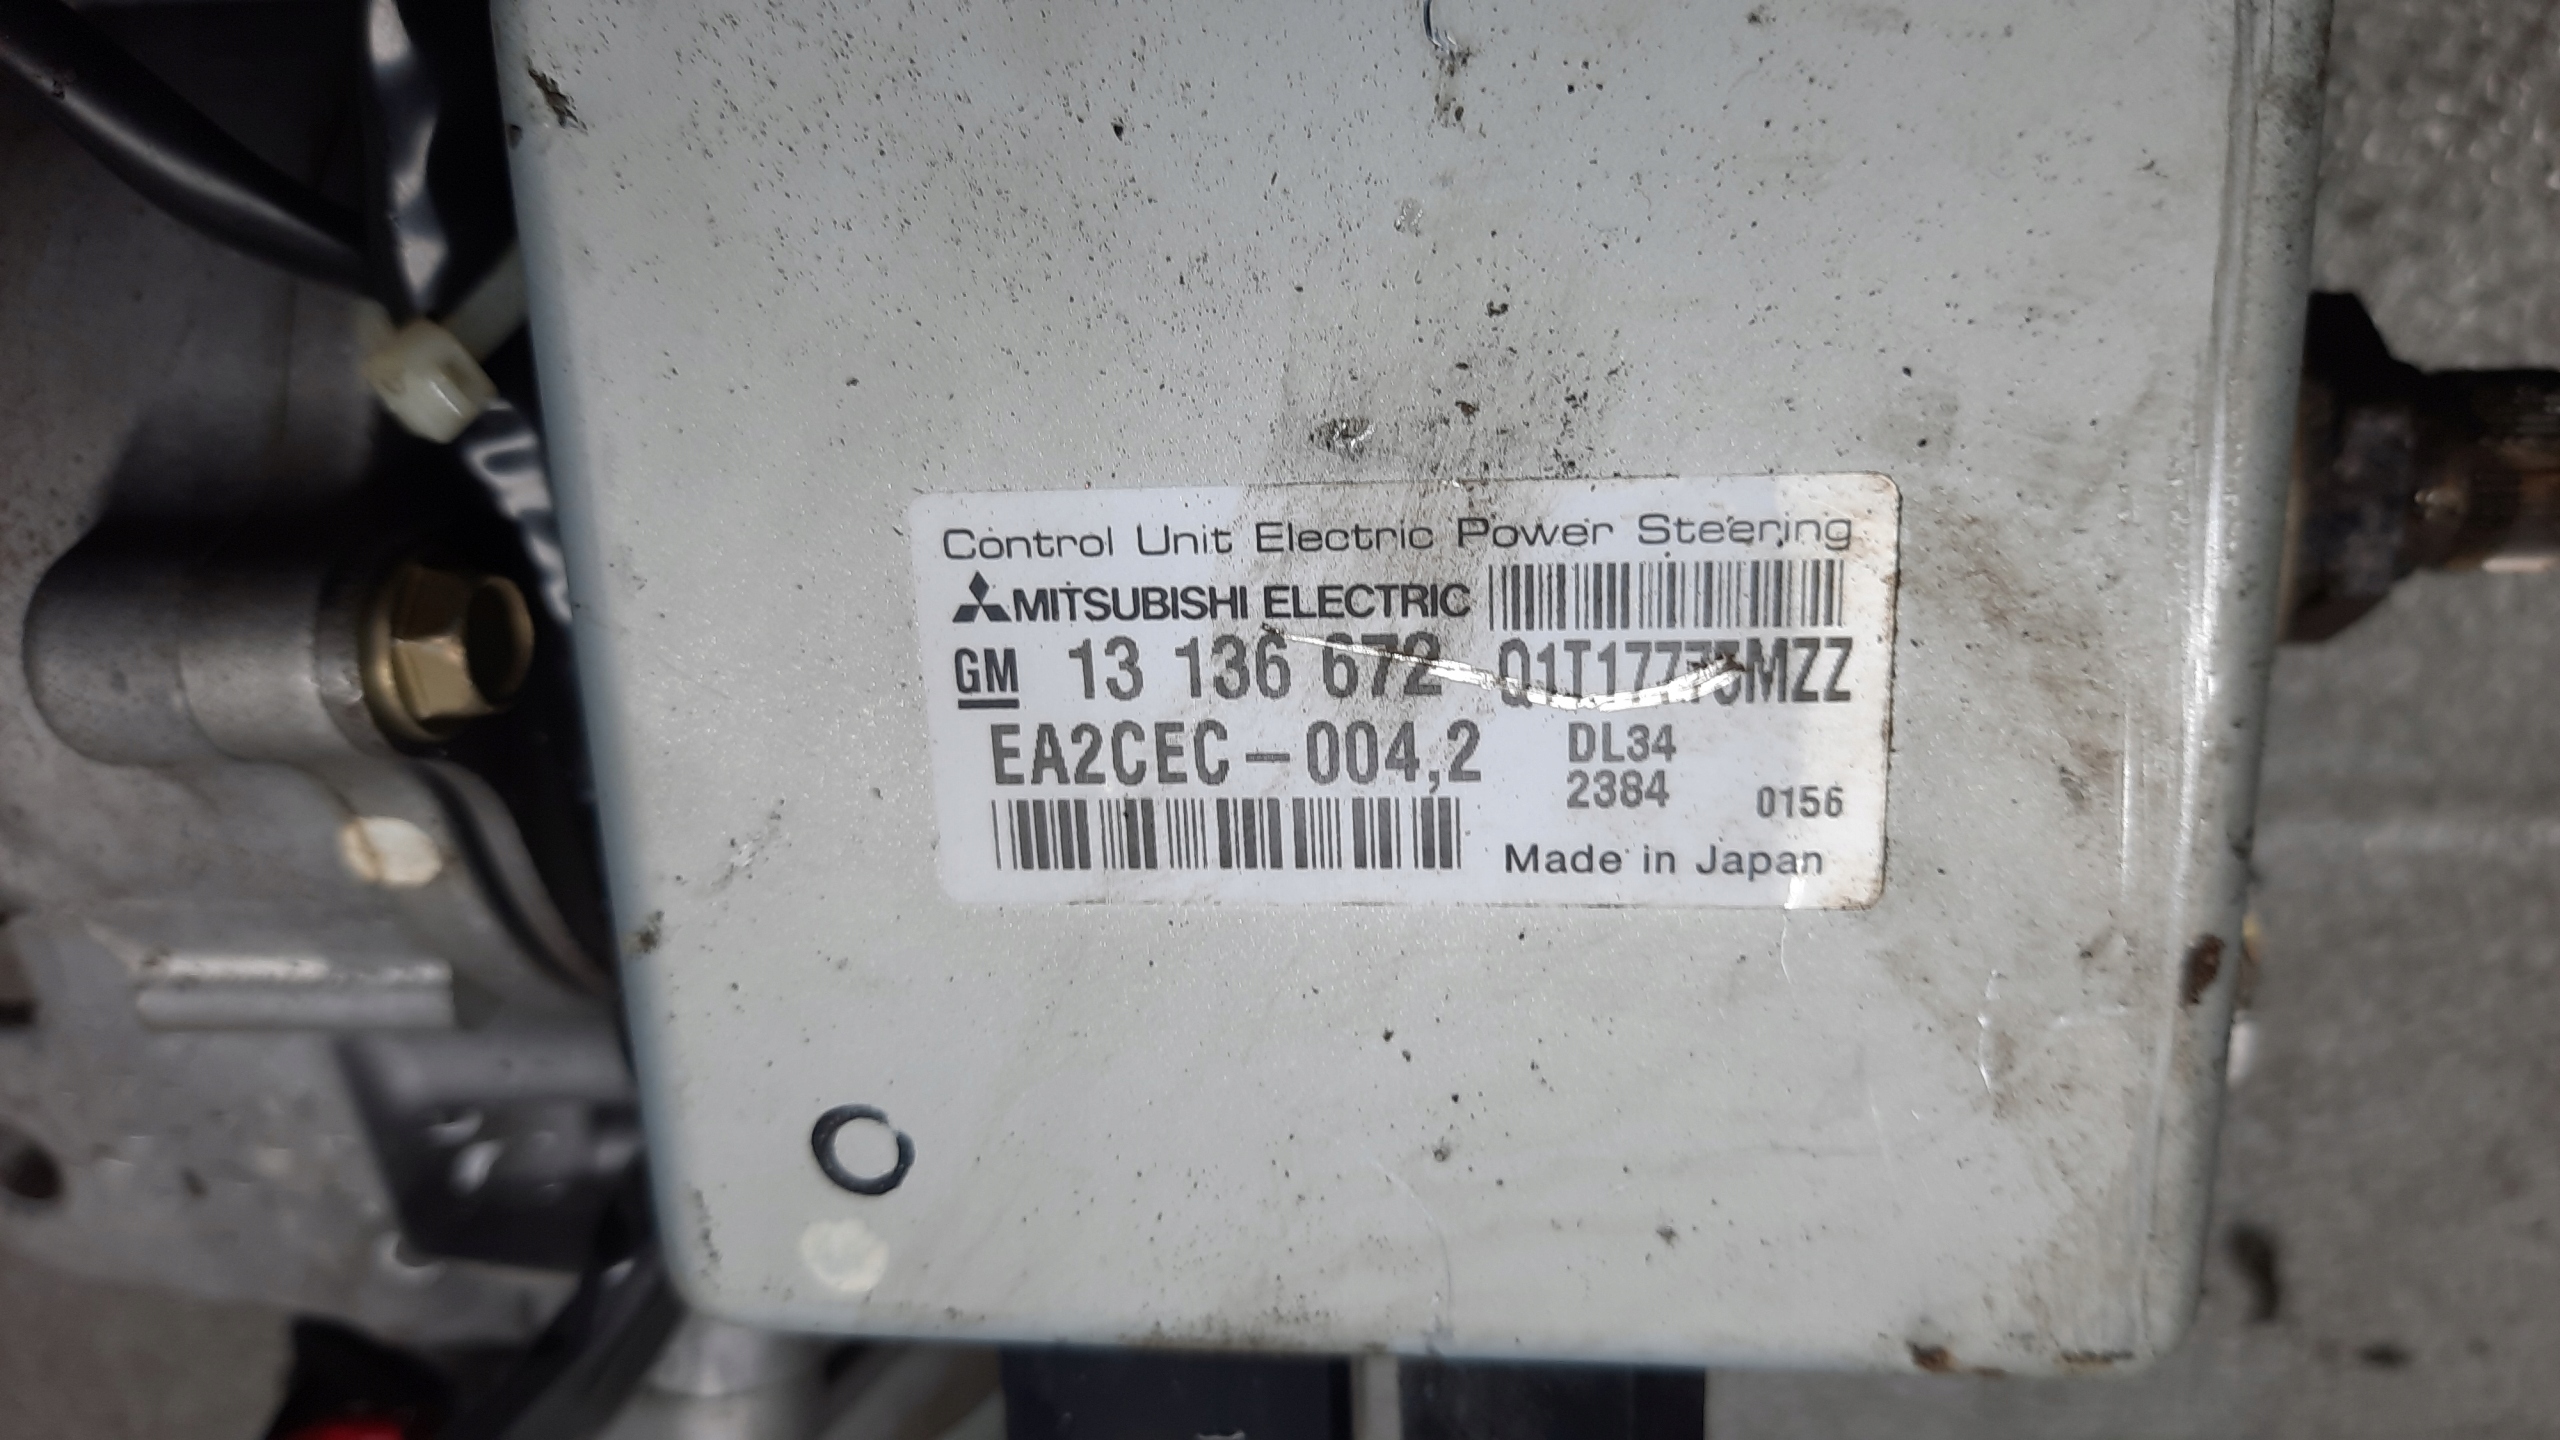 Control Unit Electric Power Steering
MITSUBISHI ELECTRIC
GM 13 136 672 Q1T17775MZZ
EA2CEC-004,2 DL34
2384 0156
Made in Japan